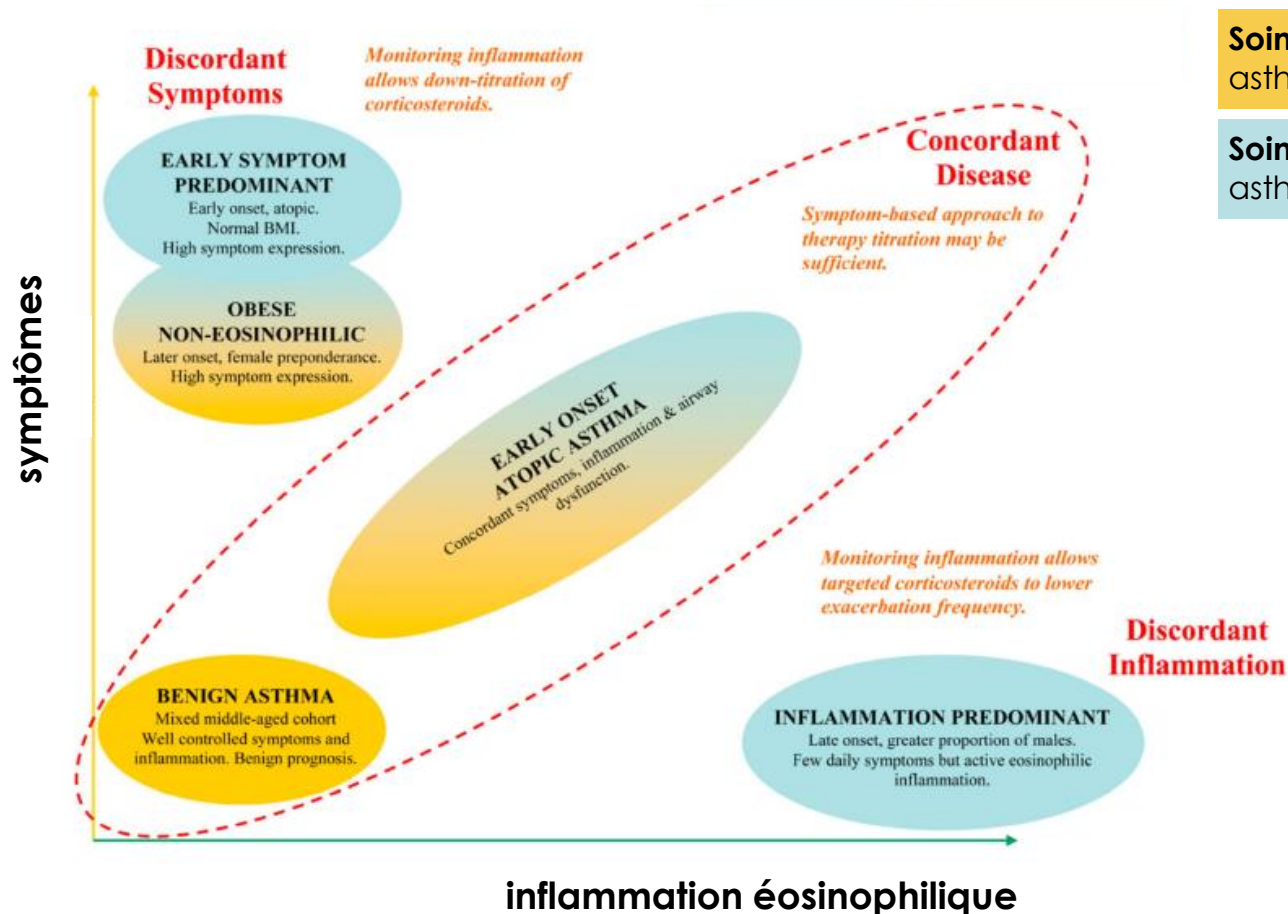 Discordant
Symptoms
Monitoring inflammation
allows down-titration of
corticosteroids.
Soin
asth
Soin
asth
EARLY SYMPTOM
PREDOMINANT
Early onset, atopic.
Normal BMI.
High symptom expression.
Concordant
Disease
Symptom-based approach to
therapy titration may be
sufficient.
OBESE
NON-EOSINOPHILIC
Later onset, female preponderance.
High symptom expression.
symptômes
EARLY ONSET
ATOPIC ASTHMA
Concordant symptoms, inflammation & airway
dysfunction.
Monitoring inflammation allows
targeted corticosteroids to lower
exacerbation frequency.
Discordant
Inflammation
BENIGN ASTHMA
Mixed middle-aged cohort
Well controlled symptoms and
inflammation. Benign prognosis.
INFLAMMATION PREDOMINANT
Late onset, greater proportion of males.
Few daily symptoms but active eosinophilic
inflammation.
inflammation éosinophilique